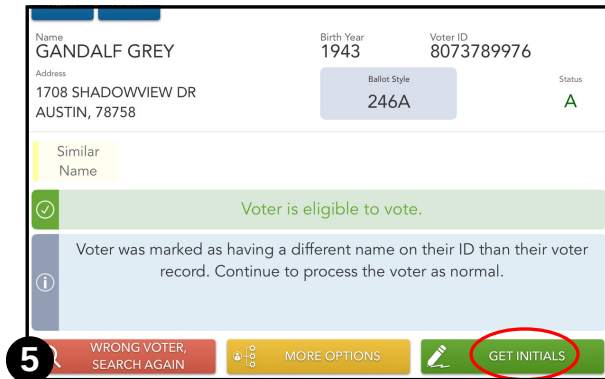 Name Birth Year Voter ID
GANDALF GREY 1943 8073789976
Address Ballot Style Status
1708 SHADOWVIEW DR
AUSTIN, 78758
246A A
Similar
Name
Voter is eligible to vote.
Voter was marked as having a different name on their ID than their voter
record. Continue to process the voter as normal.
5
WRONG VOTER,
SEARCH AGAIN
MORE OPTIONS
GET INITIALS